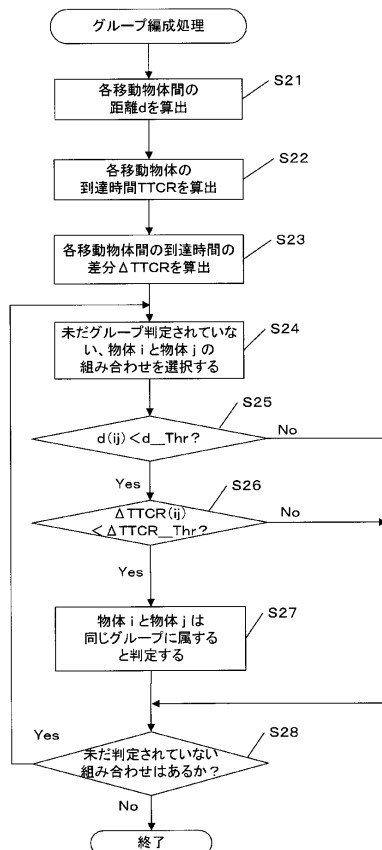 グループ編成処理
S21
各移動物体間の
距離dを算出
S22
各移動物体の
到達時間TTCRを算出
S23
各移動物体間の到達時間の
差分ΔTTCRを算出
S24
未だグループ判定されていな
い、物体iと物体jの
組み合わせを選択する
S25
d(ij)<d__Thr?
No
Yes
S26
ΔTTCR(ij)
<ΔTTCR__Thr?
No
Yes
S27
物体iと物体jは
同じグループに属する
と判定する
Yes
S28
未だ判定されていない
組み合わせはあるか?
No
終了